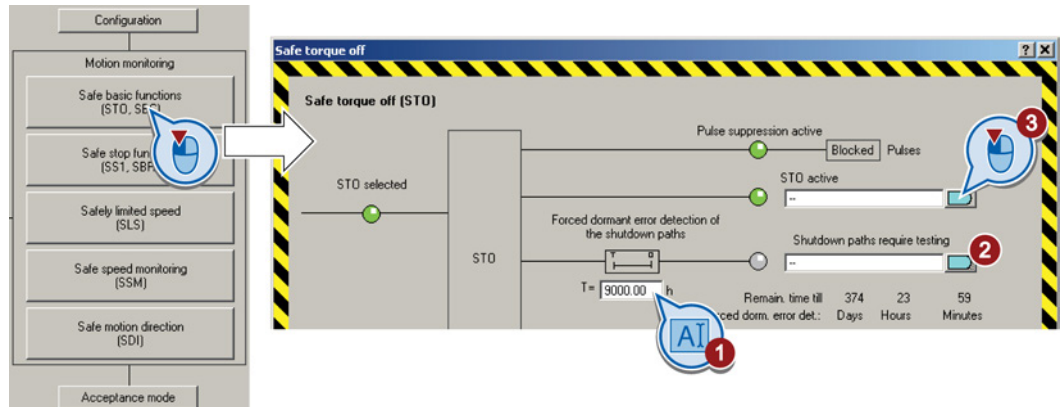 Configuration
Motion monitoring
Safe basic functions
(STO, SBC)
Safe stop fun
(SS1, SB
Safely limited speed
(SLS)
Safe speed monitoring
(SSM)
Safe motion direction
(SDI)
Acceptance mode
Safe torque off
? X
Safe torque off (STO)
STO selected
STO
Pulse suppression active
Blocked Pulses
STO active
--
3
Forced dormant error detection of
the shutdown paths
T D
T= 9000.00 h
Shutdown paths require testing
--
2
Remain. time till 374 23 59
orced dorm. error det.: Days Hours Minutes
A
1